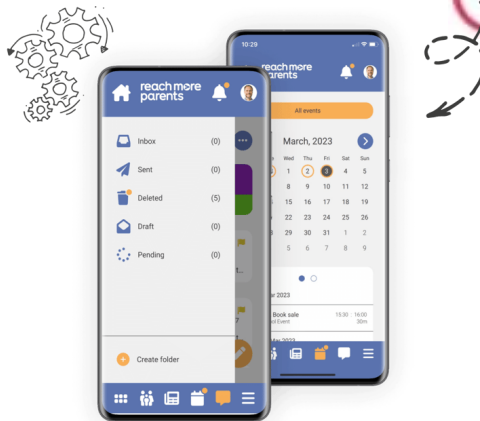 reach more
parents
Inbox (0)
Sent (0)
Deleted (5)
Draft (0)
Pending (0)
Create folder
10:29
reach more
parents
All events
March, 2023
Wed Thu Fri Sat Sun
1 2 3 4 5
8 9 10 11 12
15 16 17 18 19
22 23 24 25 26
29 30 31 1 2
5 6 7 8 9
2023
Book sale 15:30 16:00
Event 30m
2023